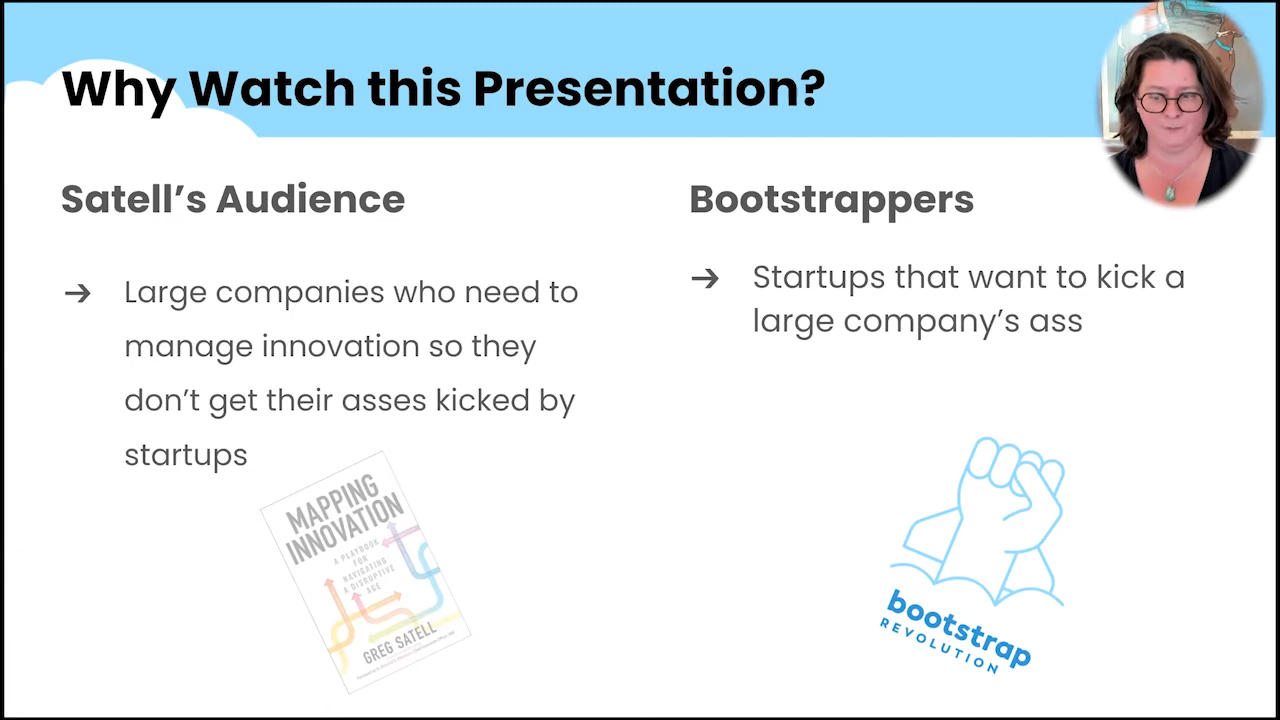 Why Watch this Presentation?
Satell’s Audience
➔ Large companies who need to
manage innovation so they
don’t get their asses kicked by
startups
MAPPING
INNOVATION
A PLAYBOOK
FOR
NAVIGATING
A DISRUPTIVE
AGE
GREG SATELL
Bootstrappers
➔ Startups that want to kick a
large company’s ass
bootstrap
REVOLUTION